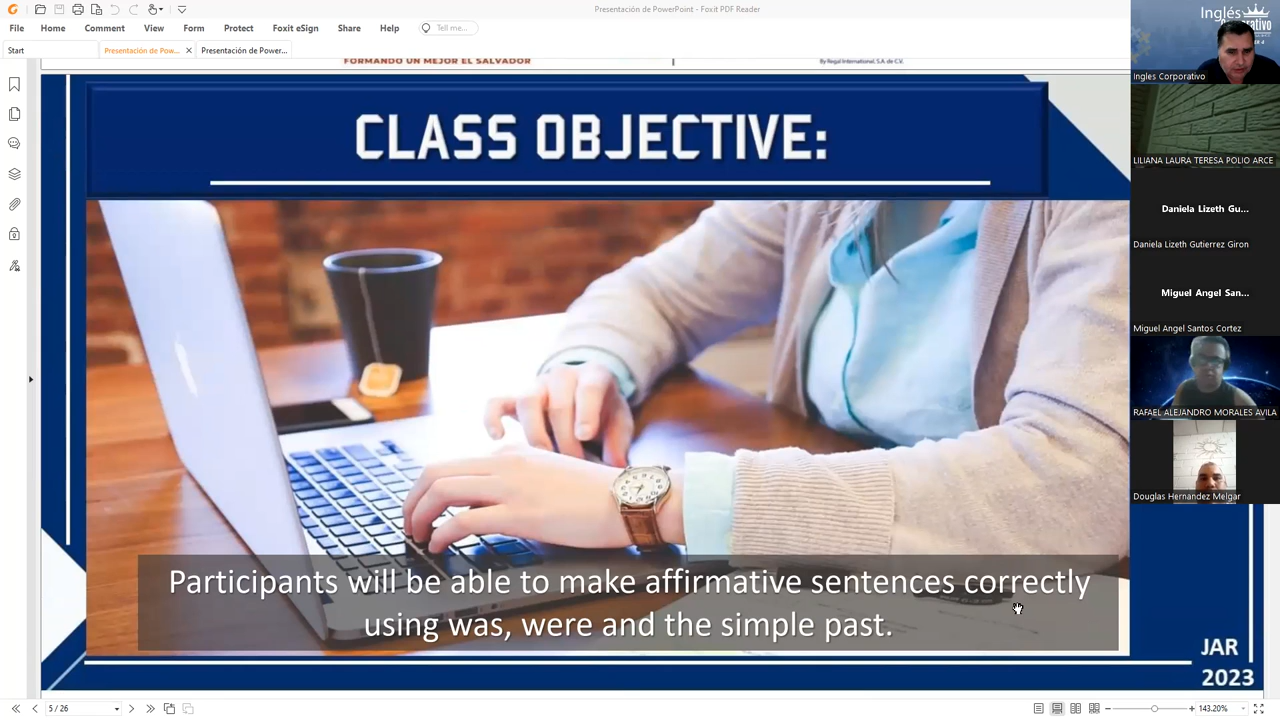 Presentación de PowerPoint - Foxit PDF Reader
File Home Comment View Form Protect Foxit eSign Share Help Tell me...
Start Presentación de Pow... Presentación de Power...
FORMANDO UN MEJOR EL SALVADOR
By Regal International, S.A. de C.V.
CLASS OBJECTIVE:
Participants will be able to make affirmative sentences correctly
using was, were and the simple past.
JAR
2023
Inglés
Ingles Corporativo
LILIANA LAURA TERESA POLIO ARCE
Daniela Lizeth Gu...
Daniela Lizeth Gutierrez Giron
Miguel Angel San...
Miguel Angel Santos Cortez
RAFAEL ALEJANDRO MORALES AVILA
Douglas Hernandez Melgar
5 / 26
143.20%